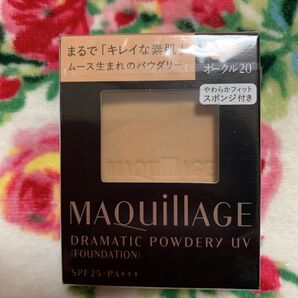 まるで「キレイな素肌」
ムース生まれのパウダリー
オークル20
やわらかフィット
スポンジ付き
MAQuillAGE
MAQuillAGE
DRAMATIC POWDERY UV
(FOUNDATION)
SPF25・PA+++